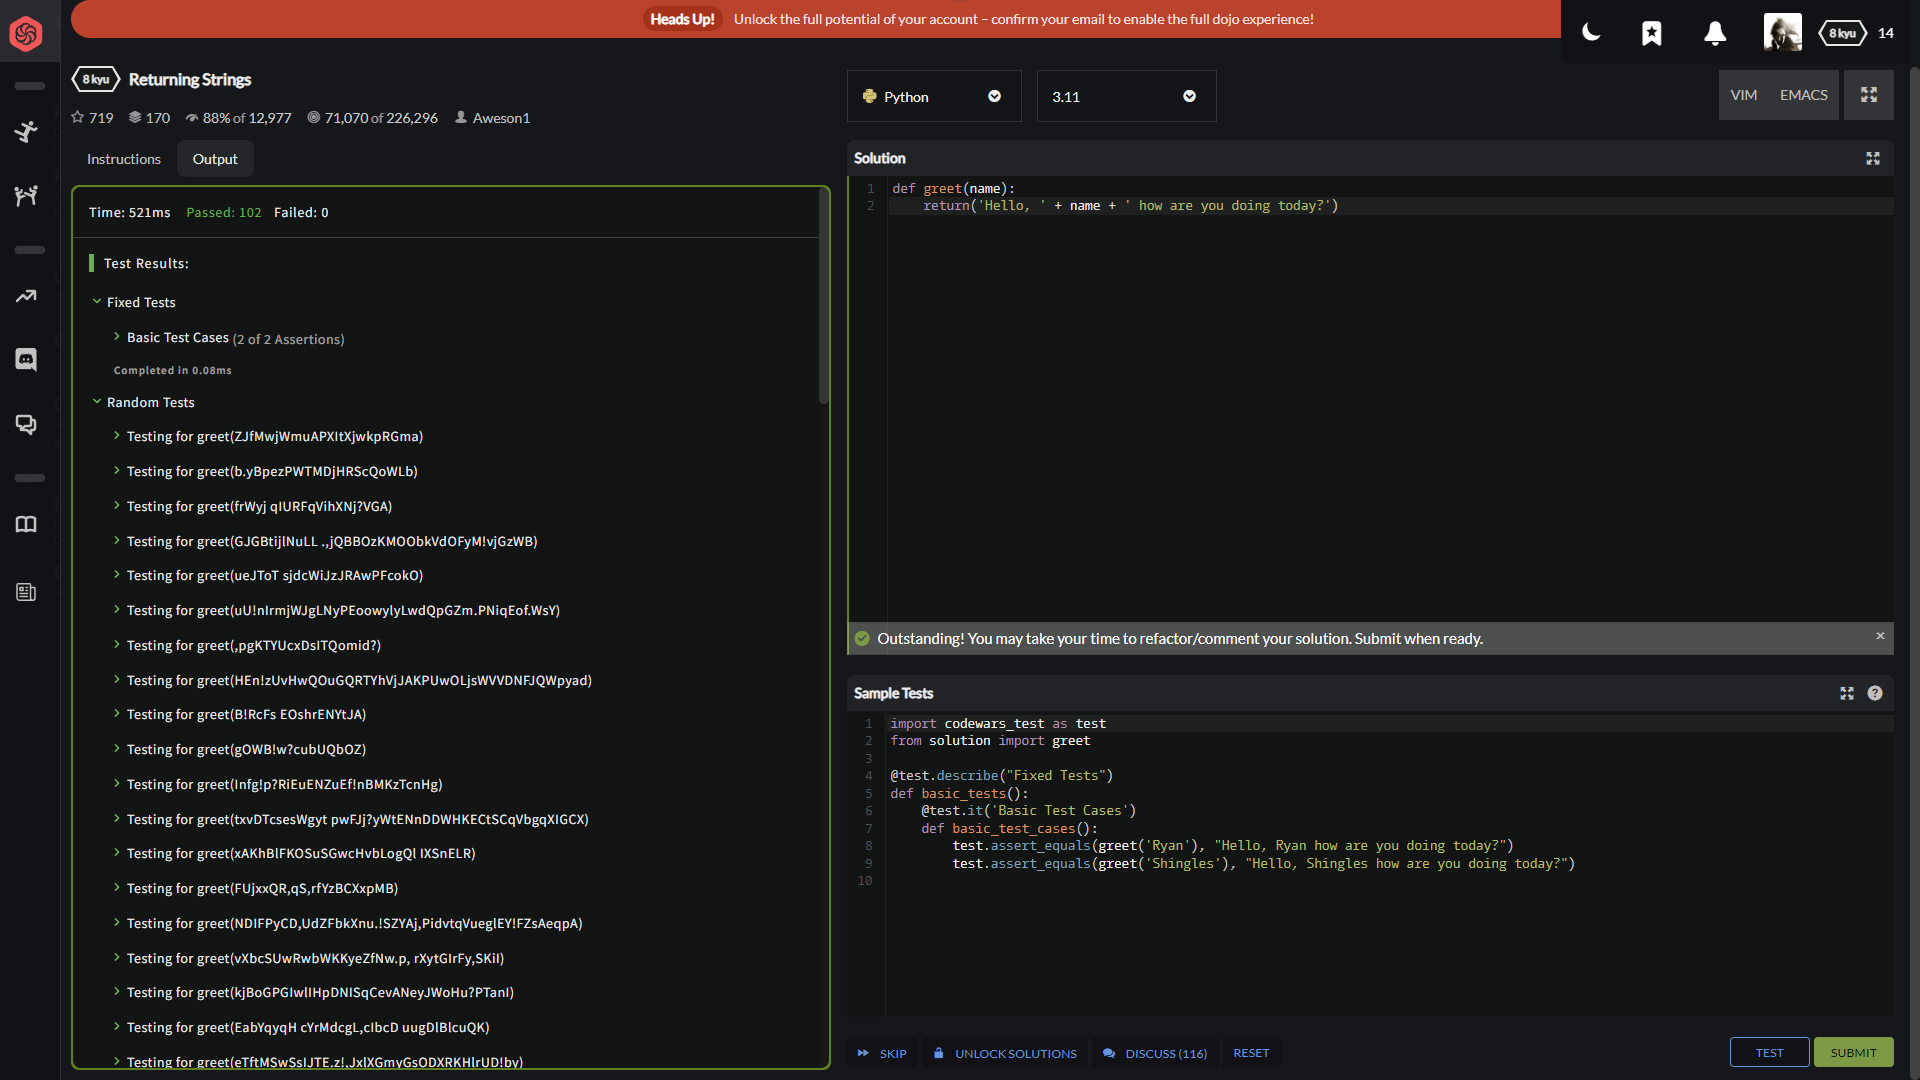 Heads Up! Unlock the full potential of your account – confirm your email to enable the full dojo experience!
8 kyu 14
8 kyu Returning Strings
719 170 88% of 12,977 71,070 of 226,296 Aweson1
Instructions Output
Time: 521ms Passed: 102 Failed: 0
Test Results:
Fixed Tests
Basic Test Cases (2 of 2 Assertions)
Completed in 0.08ms
Random Tests
Testing for greet(ZJfMwjWmuAPXItXjwkpRGma)
Testing for greet(b.yBpezPWTMDjHRScQoWLb)
Testing for greet(frWyj qIURFqVihXNj?VGA)
Testing for greet(GJGBtijlNuLL .,jQBBOzKMOObkVdOFyM!vjGzWB)
Testing for greet(ueJToT sjdcWiJzJRAwPFcokO)
Testing for greet(uU!nIrmjWJgLNyPEoowylyLwdQpGZm.PNiqEof.WsY)
Testing for greet(,pgKTYUcxDsITQomid?)
Testing for greet(HEn!zUvHwQOuGQRTYhVjJAKPUwOLjsWVVDNFJQWpyad)
Testing for greet(B!RcFs EOshrENYtJA)
Testing for greet(gOWB!w?cubUQbOZ)
Testing for greet(Infg!p?RiEuENZuEf!nBMKzTcnHg)
Testing for greet(txvDTcsesWgyt pwFJj?yWtENnDDWHKECtSCqVbgqXIGCX)
Testing for greet(xAKhBlFKOSuSGwcHvbLogQl IXSnELR)
Testing for greet(FUjxxQR,qS,rfYzBCXxpMB)
Testing for greet(NDIFPyCD,UdZFbkXnu.!SZYAj,PidvtqVueglEY!FZsAeqpA)
Testing for greet(vXbcSUwRwbWKKyeZfNw.p, rXytGIrFy,SKiI)
Testing for greet(kjBoGPGIwlIHpDNISqCevANeyJWoHu?PTanI)
Testing for greet(EabYqyqH cYrMdcgL,cIbcD uugDlBlcuQK)
Testing for greet(eTftMSwSsIJTE.z!,JxlXGmyGsODXRKHlrUD!by)
Python 3.11
VIM EMACS
Solution
1 def greet(name):
2 return('Hello, ' + name + ' how are you doing today?')
Outstanding! You may take your time to refactor/comment your solution. Submit when ready.
Sample Tests
1 import codewars_test as test
2 from solution import greet
3
4 @test.describe("Fixed Tests")
5 def basic_tests():
6 @test.it('Basic Test Cases')
7 def basic_test_cases():
8 test.assert_equals(greet('Ryan'), "Hello, Ryan how are you doing today?")
9 test.assert_equals(greet('Shingles'), "Hello, Shingles how are you doing today?")
10
SKIP UNLOCK SOLUTIONS DISCUSS (116) RESET TEST SUBMIT